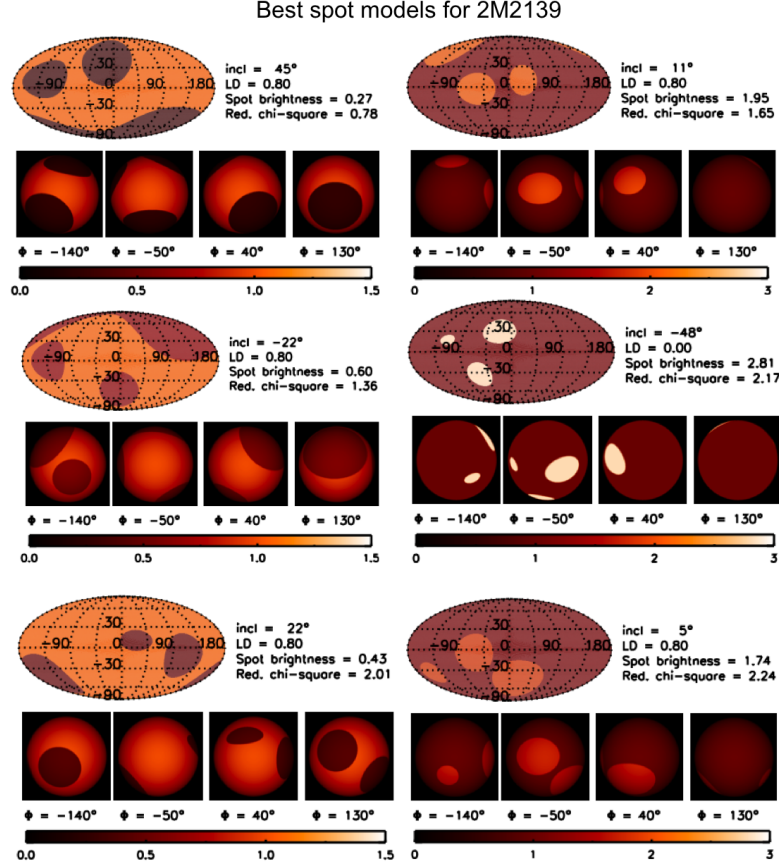 Best spot models for 2M2139
30
-90 0 90 180
-30
-90
incl = 45°
LD = 0.80
Spot brightness = 0.27
Red. chi-square = 0.78
Φ = -140° Φ = -50° Φ = 40° Φ = 130°
0.0 0.5 1.0 1.5
30
-90 0 90 180
-30
-90
incl = 11°
LD = 0.80
Spot brightness = 1.95
Red. chi-square = 1.65
Φ = -140° Φ = -50° Φ = 40° Φ = 130°
0 1 2 3
30
-90 0 90 180
-30
-90
incl = -22°
LD = 0.80
Spot brightness = 0.60
Red. chi-square = 1.36
Φ = -140° Φ = -50° Φ = 40° Φ = 130°
0.0 0.5 1.0 1.5
30
-90 0 90 180
-30
-90
incl = -48°
LD = 0.00
Spot brightness = 2.81
Red. chi-square = 2.17
Φ = -140° Φ = -50° Φ = 40° Φ = 130°
0 1 2 3
30
-90 0 90 180
-30
-90
incl = 22°
LD = 0.80
Spot brightness = 0.43
Red. chi-square = 2.01
Φ = -140° Φ = -50° Φ = 40° Φ = 130°
0.0 0.5 1.0 1.5
30
-90 0 90 180
-30
-90
incl = 5°
LD = 0.80
Spot brightness = 1.74
Red. chi-square = 2.24
Φ = -140° Φ = -50° Φ = 40° Φ = 130°
0 1 2 3